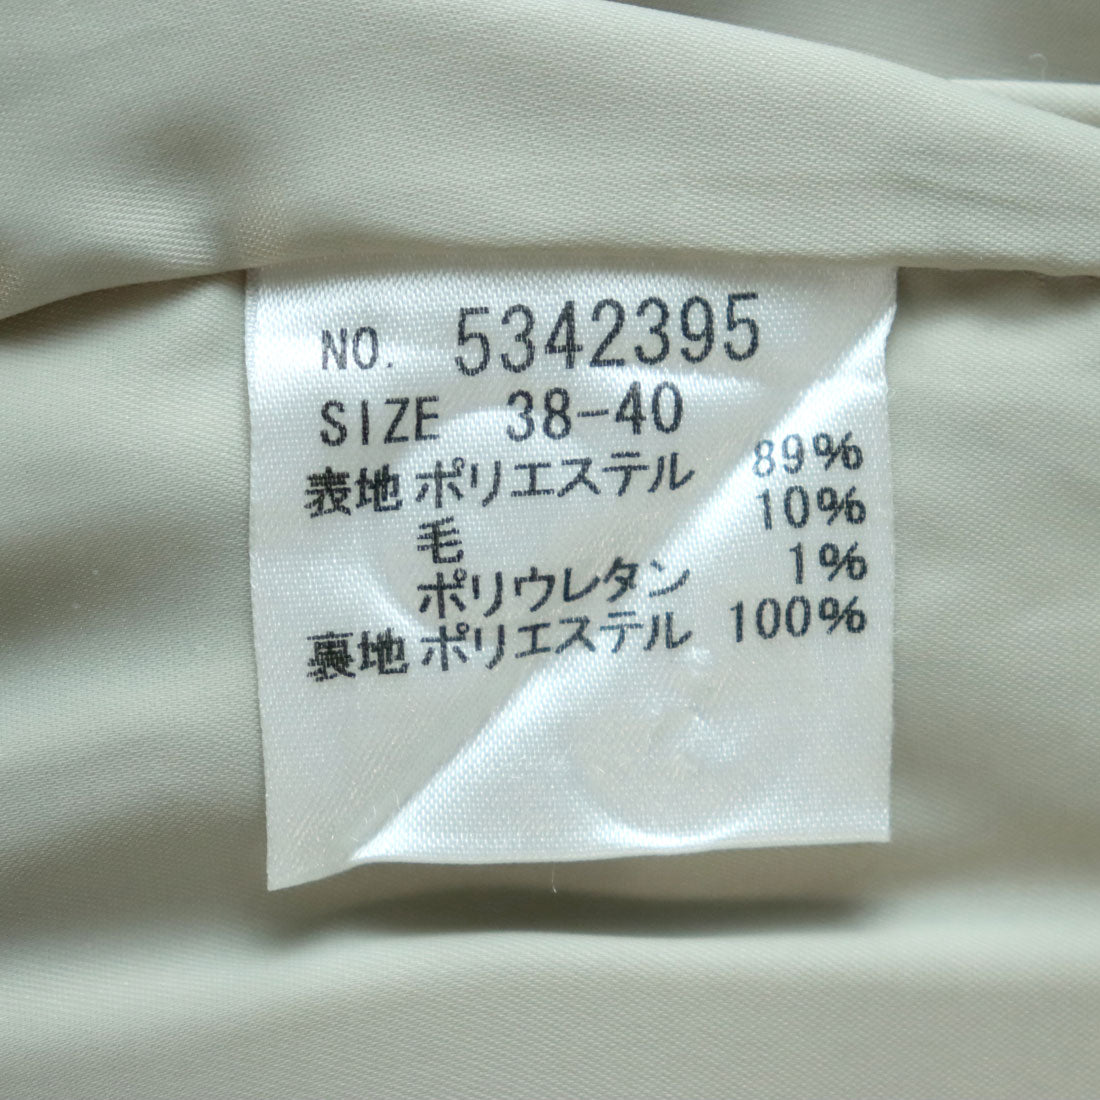 NO. 5342395
SIZE 38-40
表地 ポリエステル 89%
毛 10%
ポリウレタン 1%
裏地 ポリエステル 100%